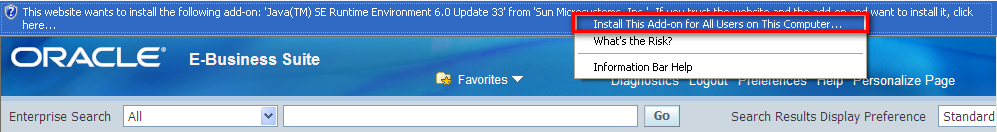 This website wants to install the following add-on: 'Java(TM) SE Runtime Environment 6.0 Update 33' from 'Sun Microsystems, Inc.'. If you trust the website and the add-on and want to install it, click
here...
Install This Add-on for All Users on This Computer...
What's the Risk?
Information Bar Help
ORACLE E-Business Suite
Favorites Diagnostics Logout Preferences Help Personalize Page
Enterprise Search All Go Search Results Display Preference Standard